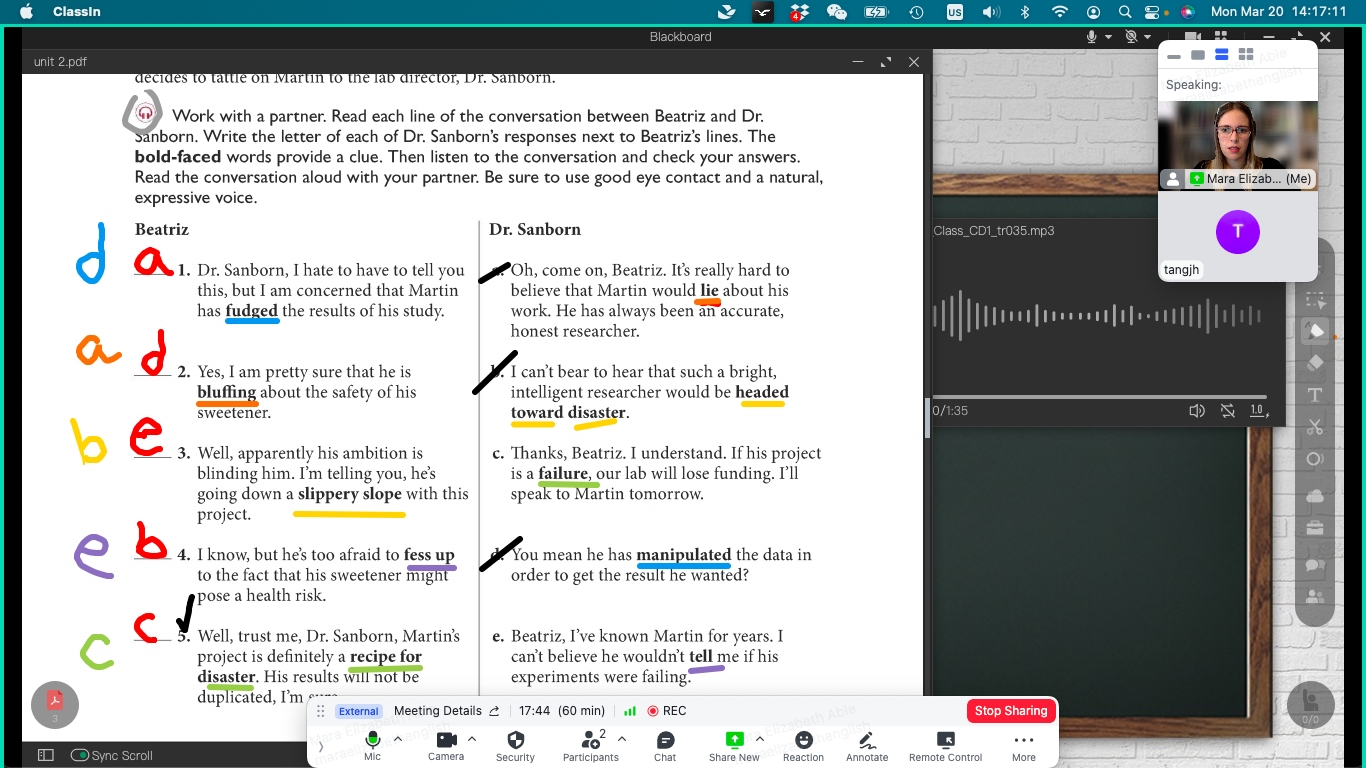 ClassIn
4
US
Mon Mar 20 14:17:11
Blackboard
unit 2.pdf
decides to tattle on Martin to the lab director, Dr. Sanborn.
Work with a partner. Read each line of the conversation between Beatriz and Dr.
Sanborn. Write the letter of each of Dr. Sanborn's responses next to Beatriz's lines. The
bold-faced words provide a clue. Then listen to the conversation and check your answers.
Read the conversation aloud with your partner. Be sure to use good eye contact and a natural,
expressive voice.
Beatriz
d a 1. Dr. Sanborn, I hate to have to tell you
this, but I am concerned that Martin
has fudged the results of his study.
a d 2. Yes, I am pretty sure that he is
bluffing about the safety of his
sweetener.
b e 3. Well, apparently his ambition is
blinding him. I'm telling you, he's
going down a slippery slope with this
project.
e b 4. I know, but he's too afraid to fess up
to the fact that his sweetener might
pose a health risk.
c c 5. Well, trust me, Dr. Sanborn, Martin's
project is definitely a recipe for
disaster. His results will not be
duplicated, I'm
Dr. Sanborn
Oh, come on, Beatriz. It's really hard to
believe that Martin would lie about his
work. He has always been an accurate,
honest researcher.
I can't bear to hear that such a bright,
intelligent researcher would be headed
toward disaster.
c. Thanks, Beatriz. I understand. If his project
is a failure, our lab will lose funding. I'll
speak to Martin tomorrow.
You mean he has manipulated the data in
order to get the result he wanted?
e. Beatriz, I've known Martin for years. I
can't believe he wouldn't tell me if his
experiments were failing.
Speaking:
Mara Elizab... (Me)
T
tangjh
Class_CD1_tr035.mp3
0/1:35
1.0
T
3
0/0
Sync Scroll
External Meeting Details 17:44 (60 min) REC Stop Sharing
2
Mic Camera Security Participants Chat Share New Reaction Annotate Remote Control More